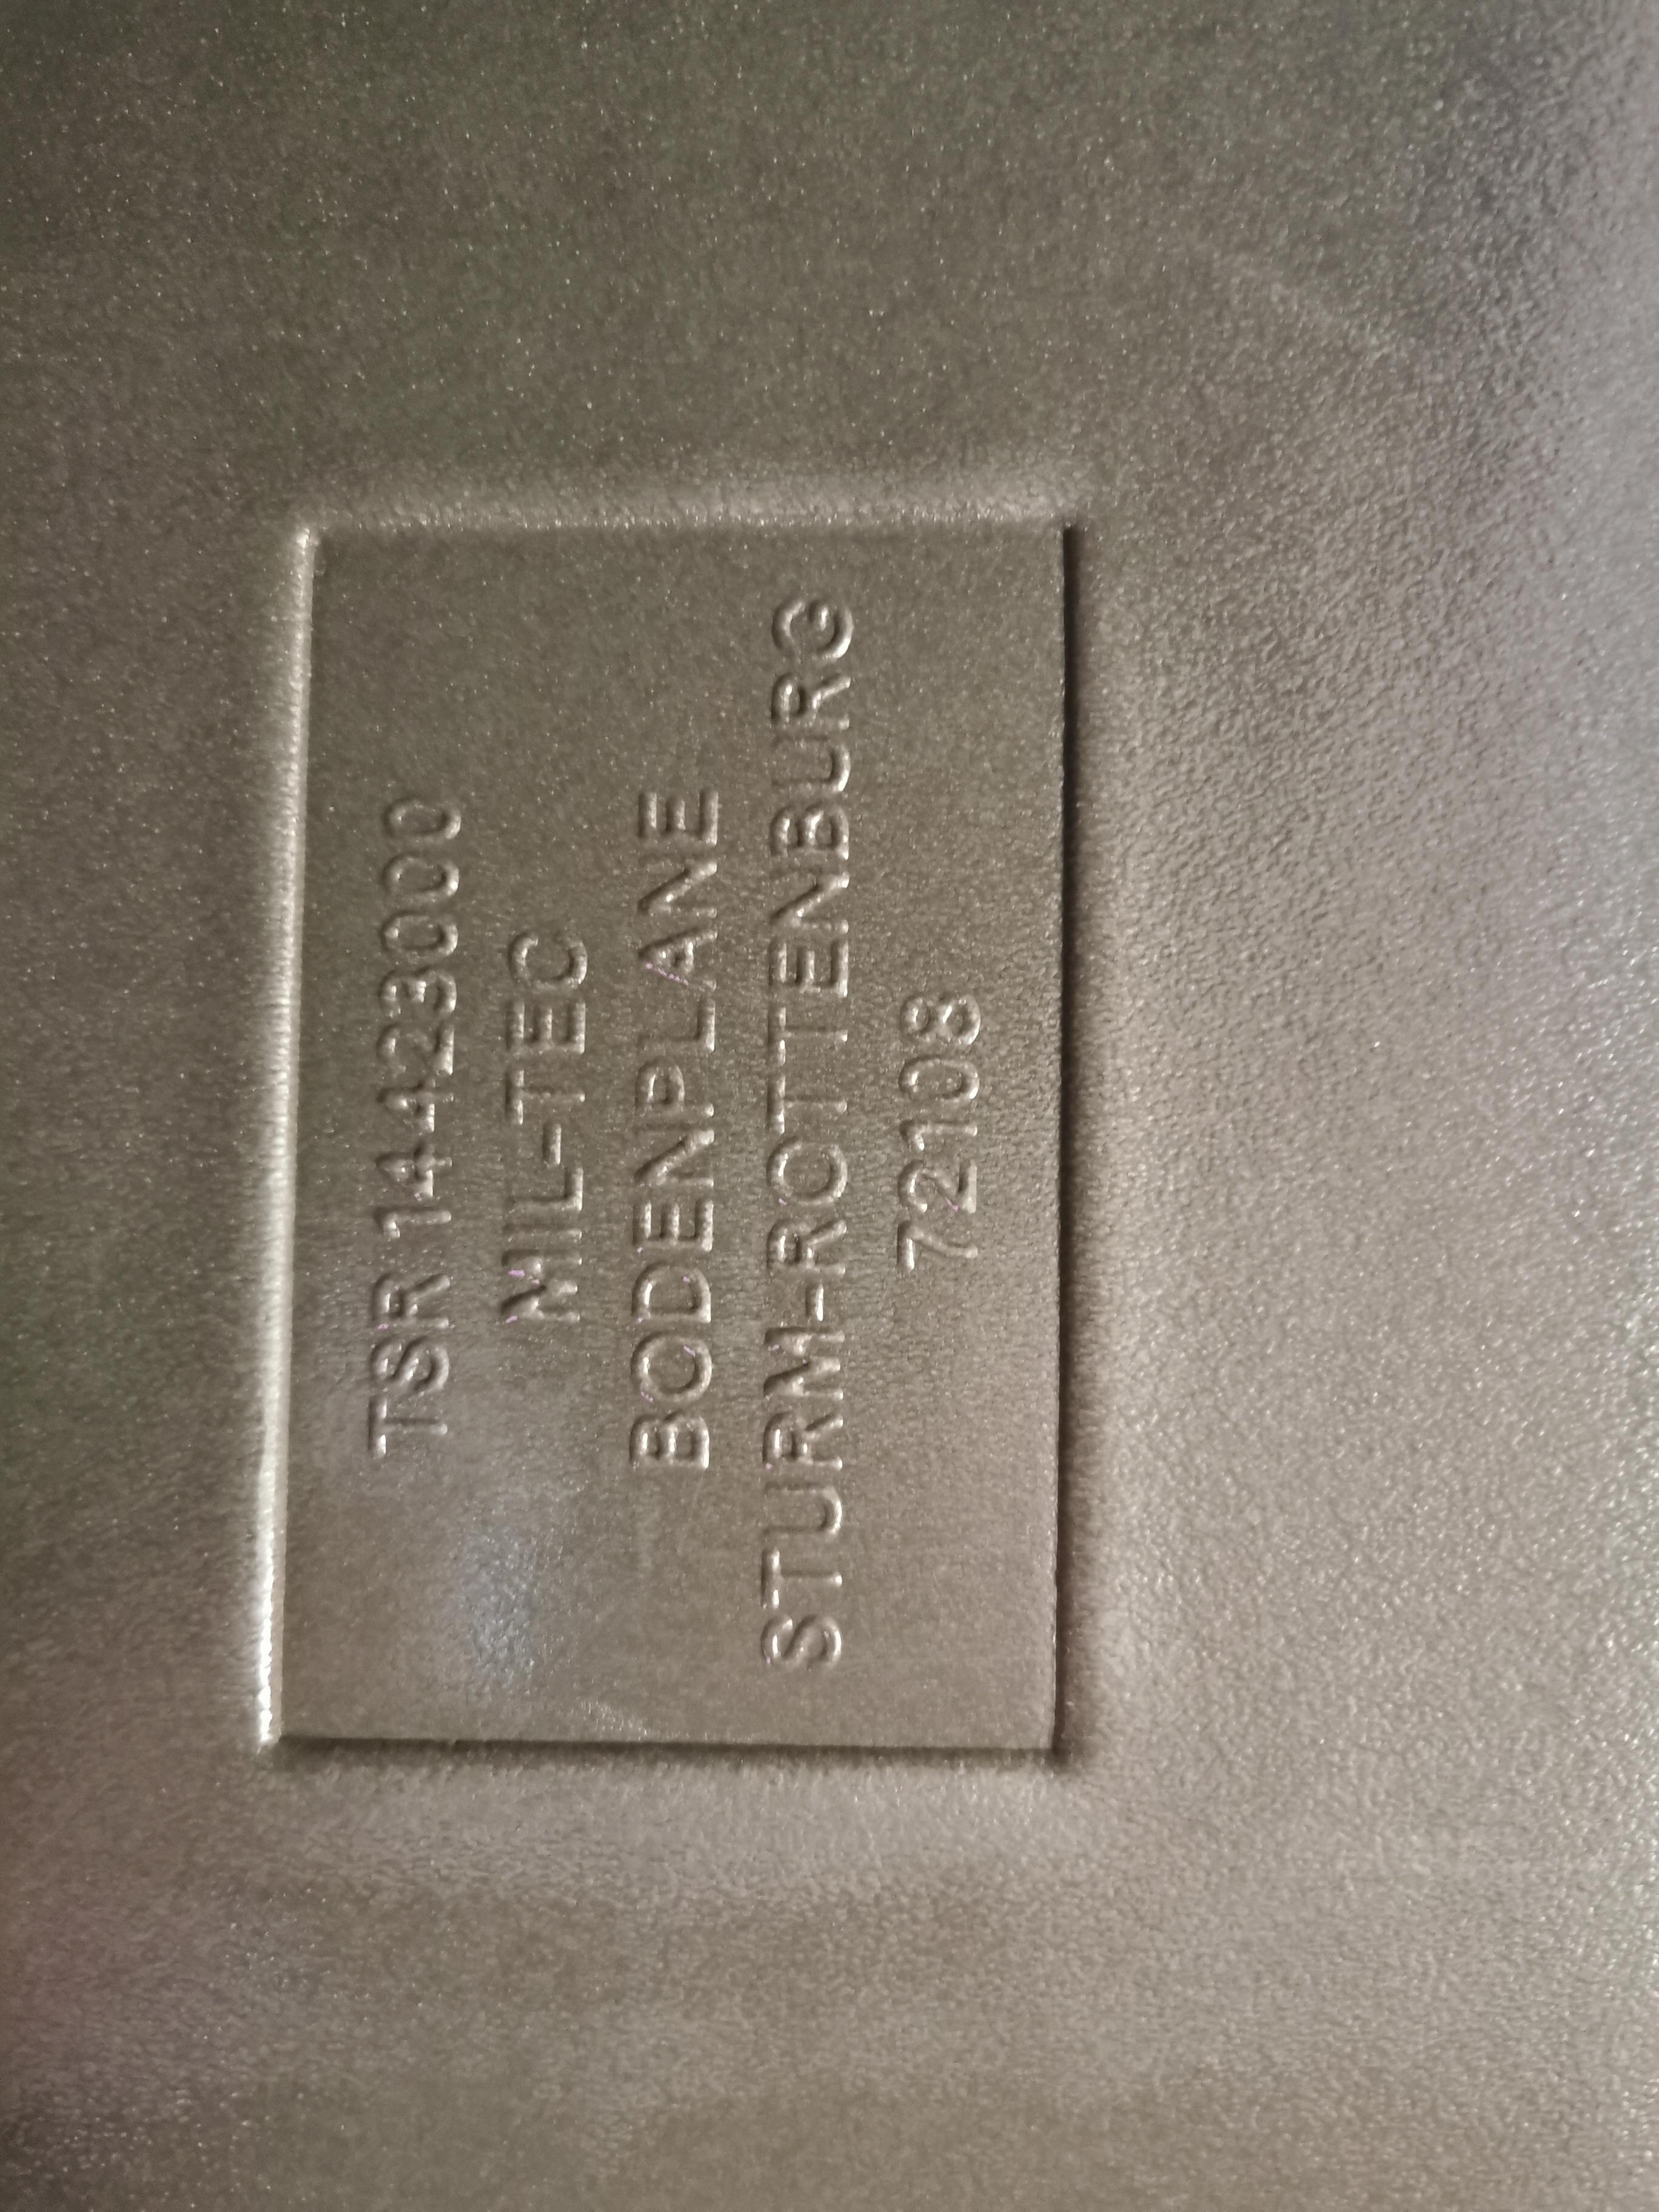 TSR 14423000
MIL-TEC
BODENPLANE
STURM-ROTTENBURG
72108